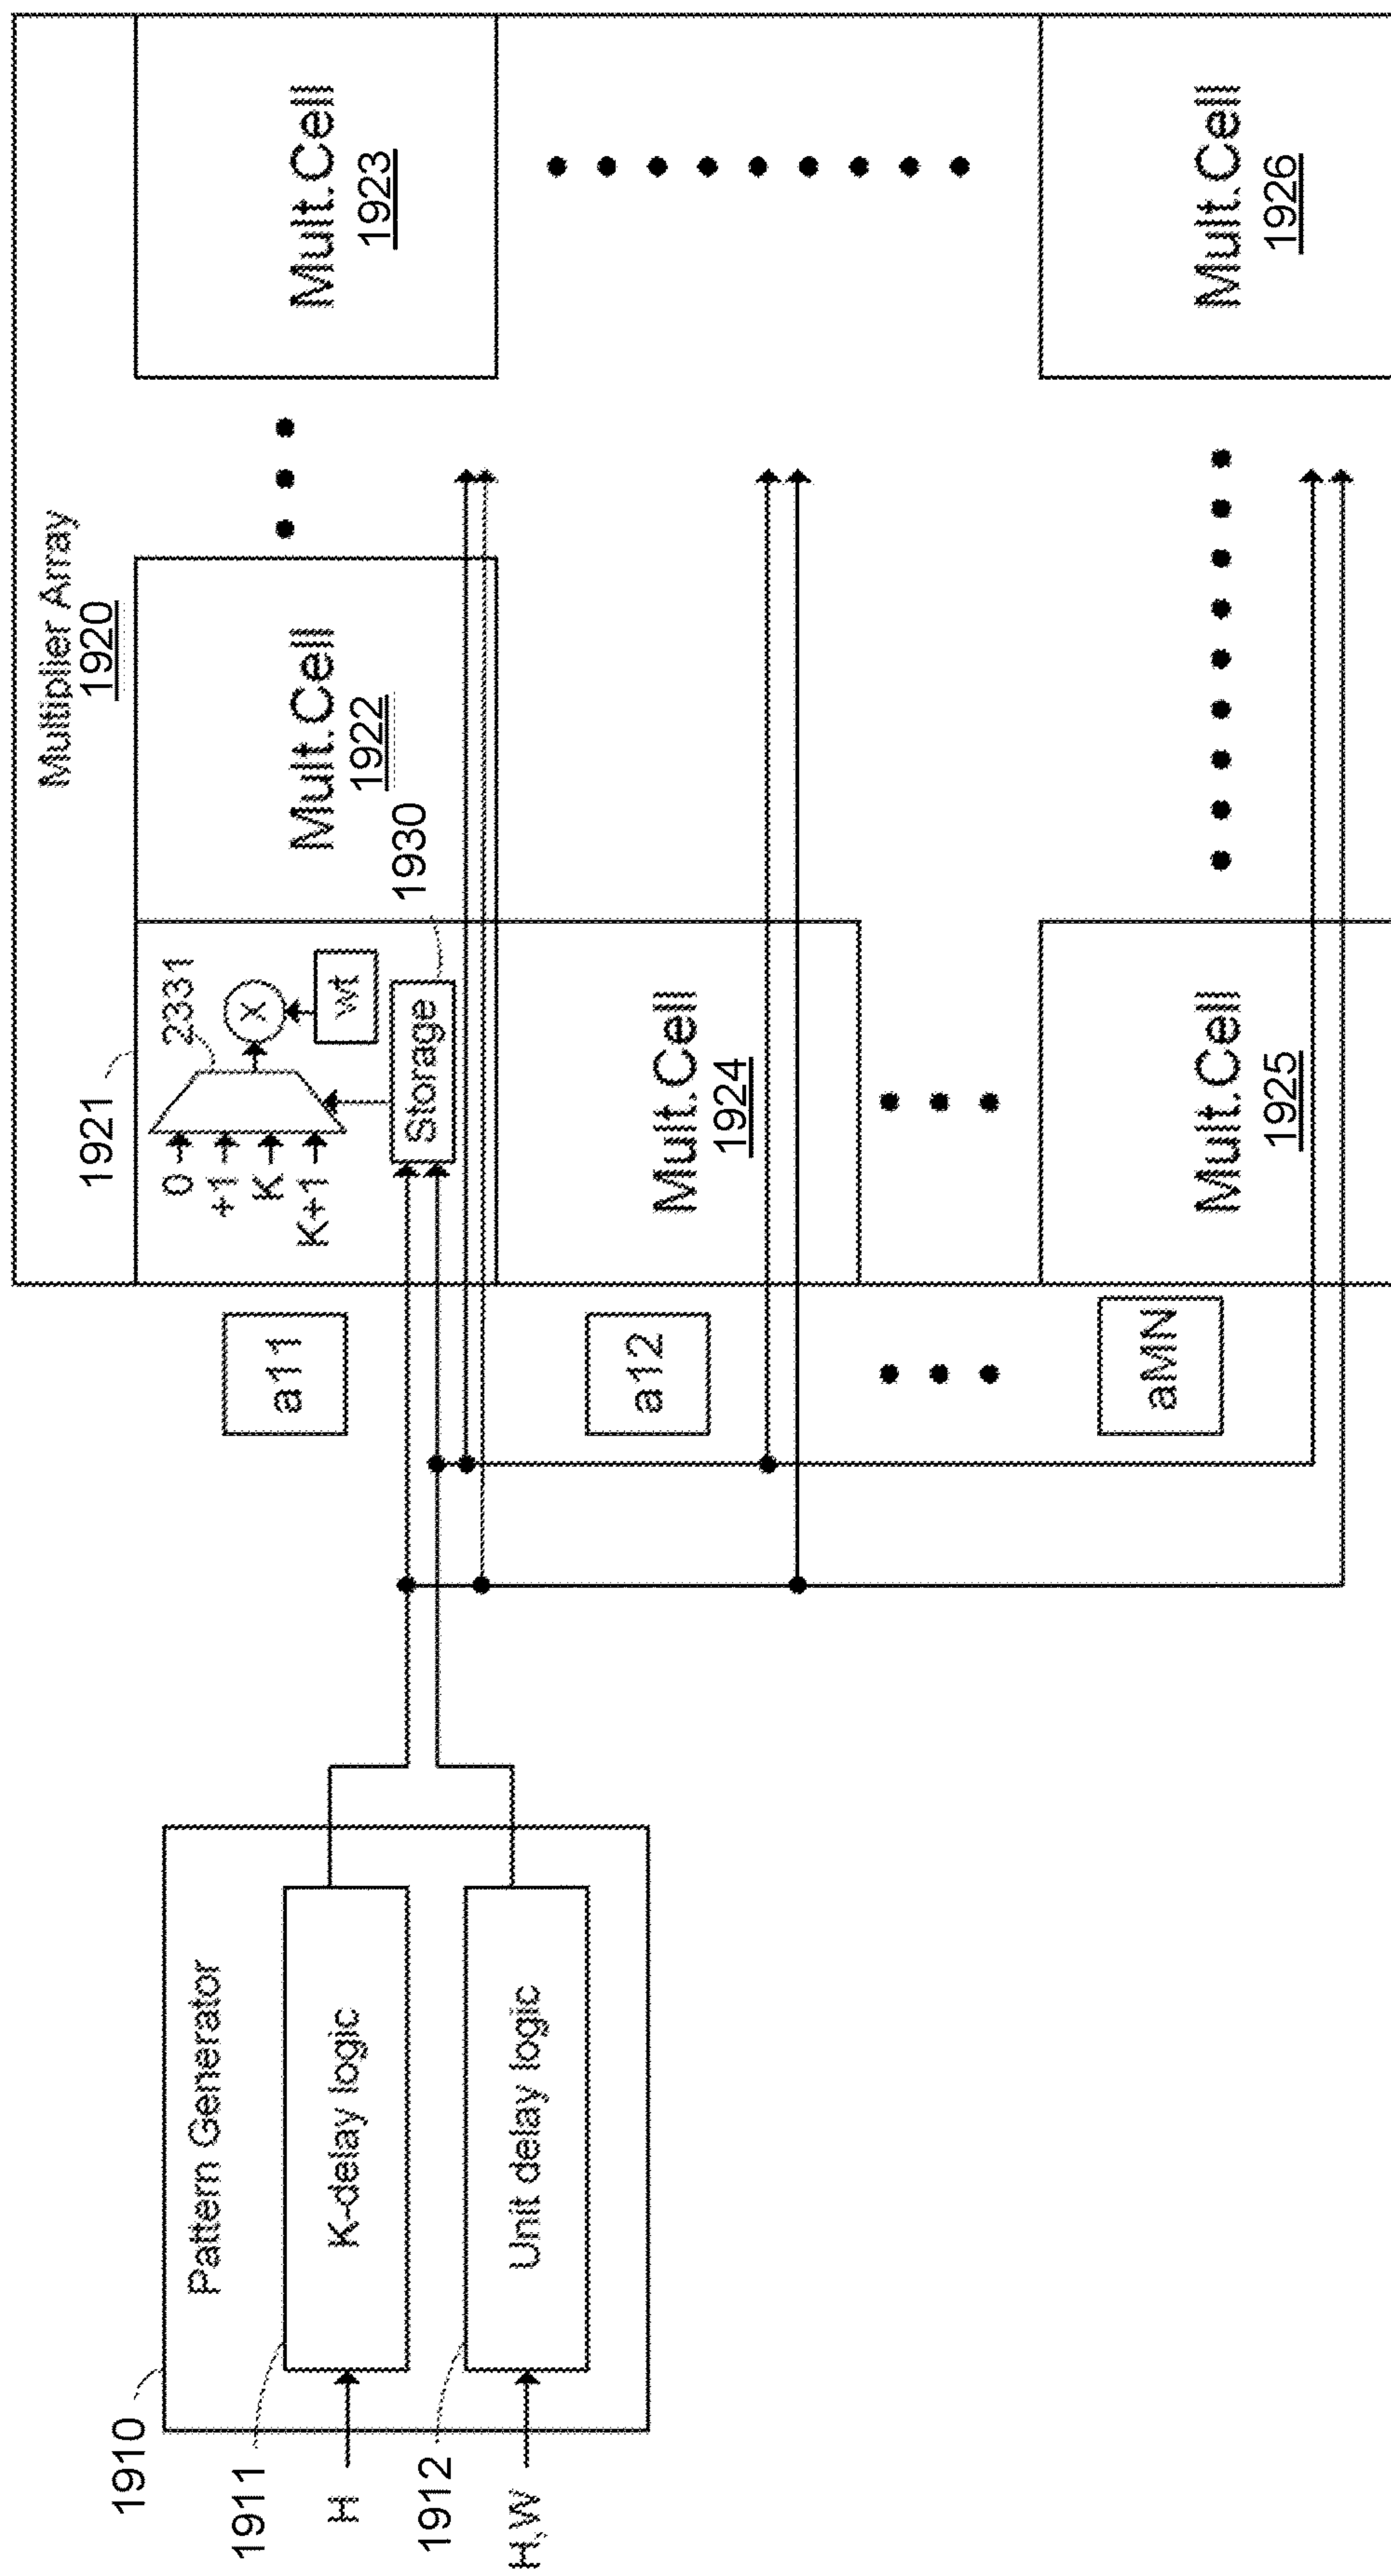 Multiplier Array
1920
1910
Pattern Generator
1911
H
K-delay logic
1912
H,W
Unit delay logic
a11
a12
aMN
1921
0
+1
K
K+1
2331
X
wt
Storage
1930
Mult.Cell
1922
Mult.Cell
1923
Mult.Cell
1924
Mult.Cell
1925
Mult.Cell
1926